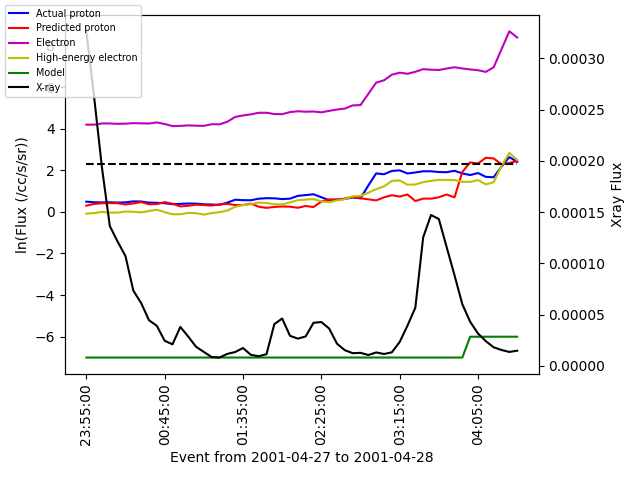 Actual proton
Predicted proton
Electron
High-energy electron
Model
X-ray
8
6
4
2
0
−2
−4
−6
ln(Flux (/cc/s/sr))
0.00030
0.00025
0.00020
0.00015
0.00010
0.00005
0.00000
Xray Flux
23:55:00
00:45:00
01:35:00
02:25:00
03:15:00
04:05:00
Event from 2001-04-27 to 2001-04-28